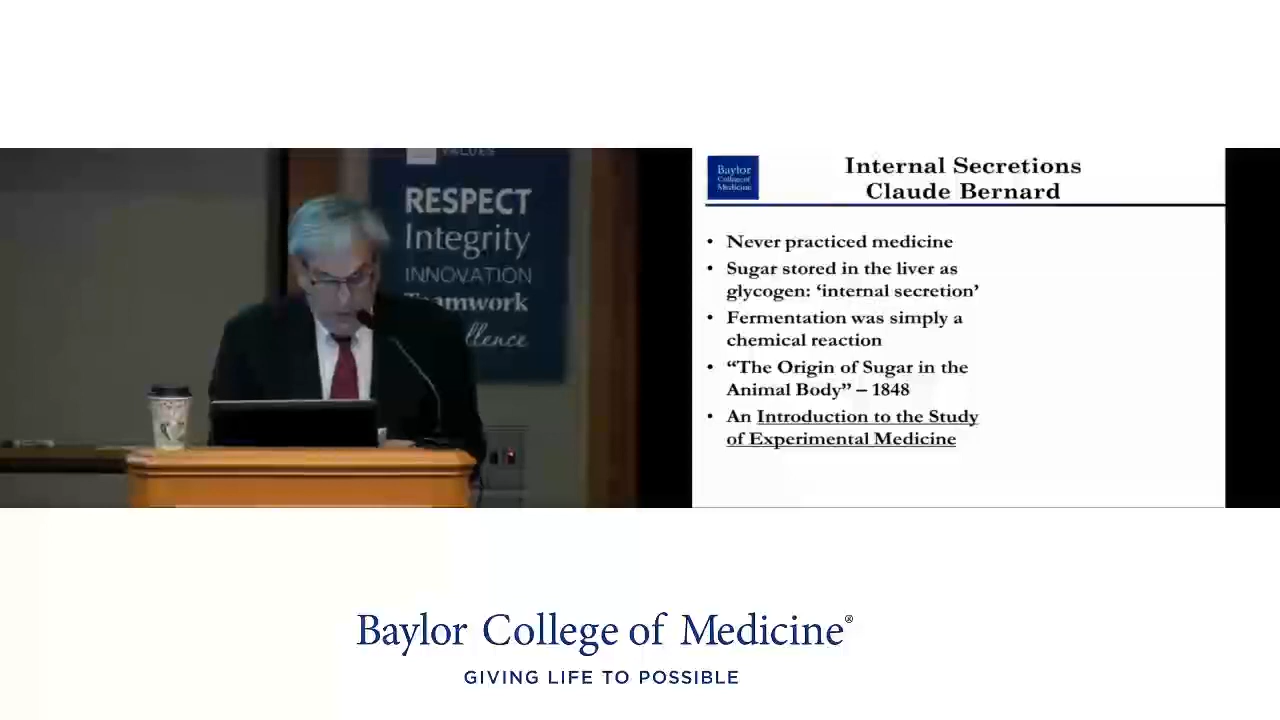 VALUES
RESPECT
Integrity
INNOVATION
Teamwork
Baylor
College of
Medicine
Internal Secretions
Claude Bernard
• Never practiced medicine
• Sugar stored in the liver as
glycogen: ‘internal secretion’
• Fermentation was simply a
chemical reaction
• “The Origin of Sugar in the
Animal Body” – 1848
• An Introduction to the Study
of Experimental Medicine
Baylor College of Medicine®
GIVING LIFE TO POSSIBLE